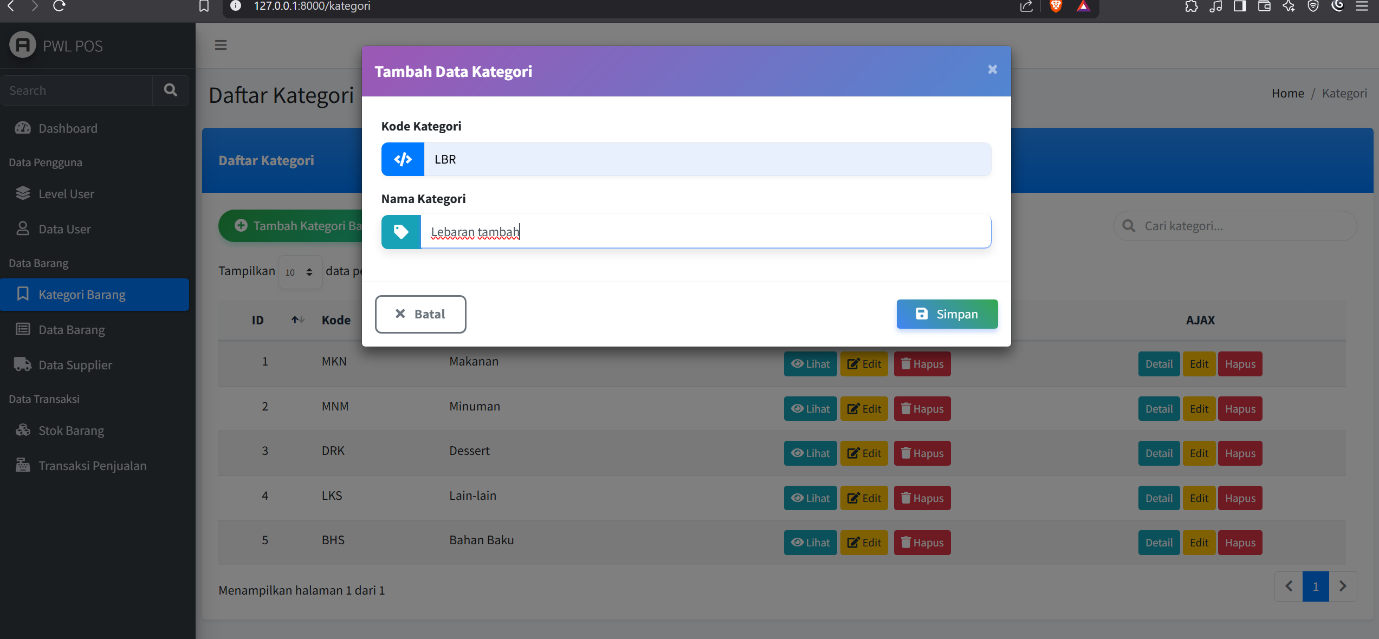 127.0.0.1:8000/kategori
PWL POS
Search
Dashboard
Data Pengguna
Level User
Data User
Data Barang
Kategori Barang
Data Barang
Data Supplier
Data Transaksi
Stok Barang
Transaksi Penjualan
Daftar Kategori
Home / Kategori
Daftar Kategori
Tambah Data Kategori ×
Kode Kategori
LBR
Nama Kategori
Lebaran tambah
Batal
Simpan
Tambah Kategori Ba
Cari kategori...
Tampilkan 10 data pe
ID Kode AJAX
1 MKN Makanan Lihat Edit Hapus Detail Edit Hapus
2 MNM Minuman Lihat Edit Hapus Detail Edit Hapus
3 DRK Dessert Lihat Edit Hapus Detail Edit Hapus
4 LKS Lain-lain Lihat Edit Hapus Detail Edit Hapus
5 BHS Bahan Baku Lihat Edit Hapus Detail Edit Hapus
Menampilkan halaman 1 dari 1
1